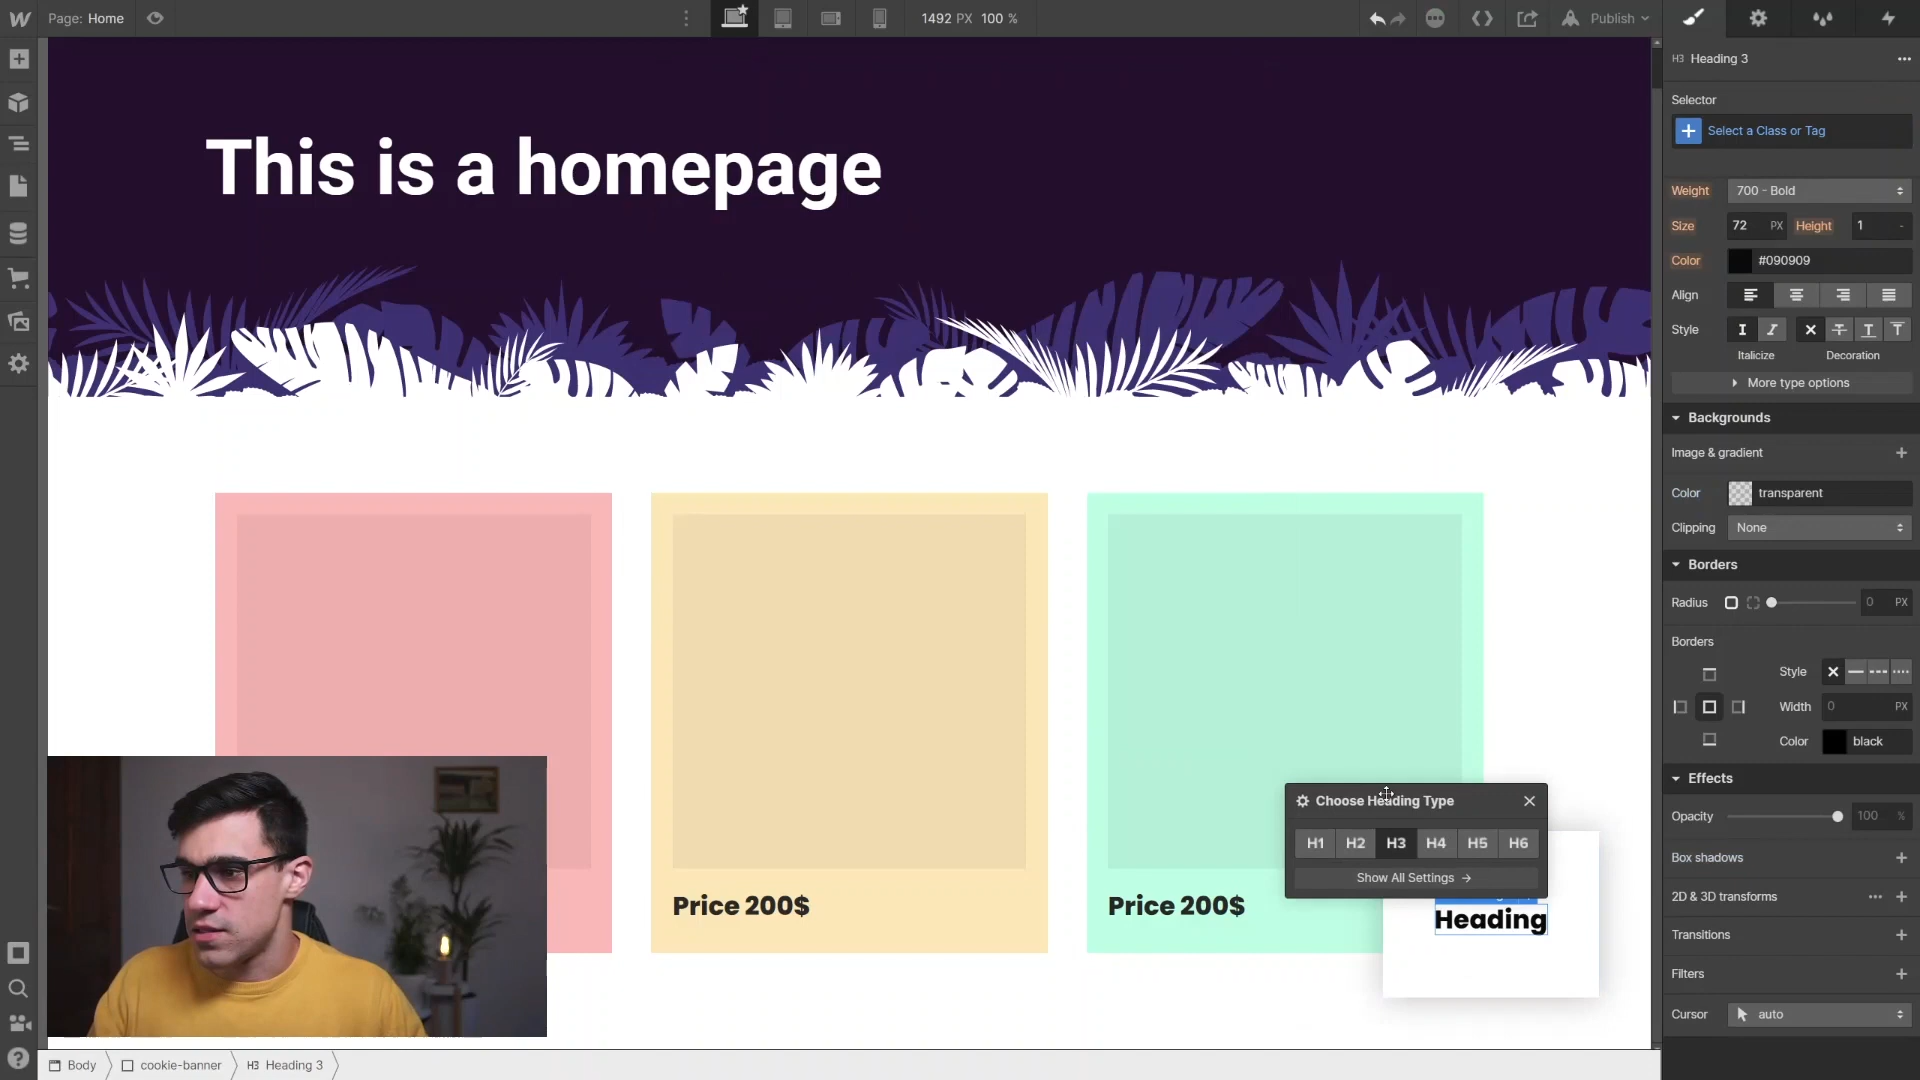 Page: Home
1492 PX 100 %
Publish
H3 Heading 3
Selector
Select a Class or Tag
Weight 700 - Bold
Size 72 PX Height 1 -
Color #090909
Align
Style
Italicize Decoration
More type options
Backgrounds
Image & gradient
Color transparent
Clipping None
Borders
Radius 0 PX
Borders
Style
Width 0 PX
Color black
Effects
Opacity 100 %
Box shadows
2D & 3D transforms
Transitions
Filters
Cursor auto
This is a homepage
Price 200$
Price 200$
Choose Heading Type
H1 H2 H3 H4 H5 H6
Show All Settings
Heading
Body cookie-banner H3 Heading 3